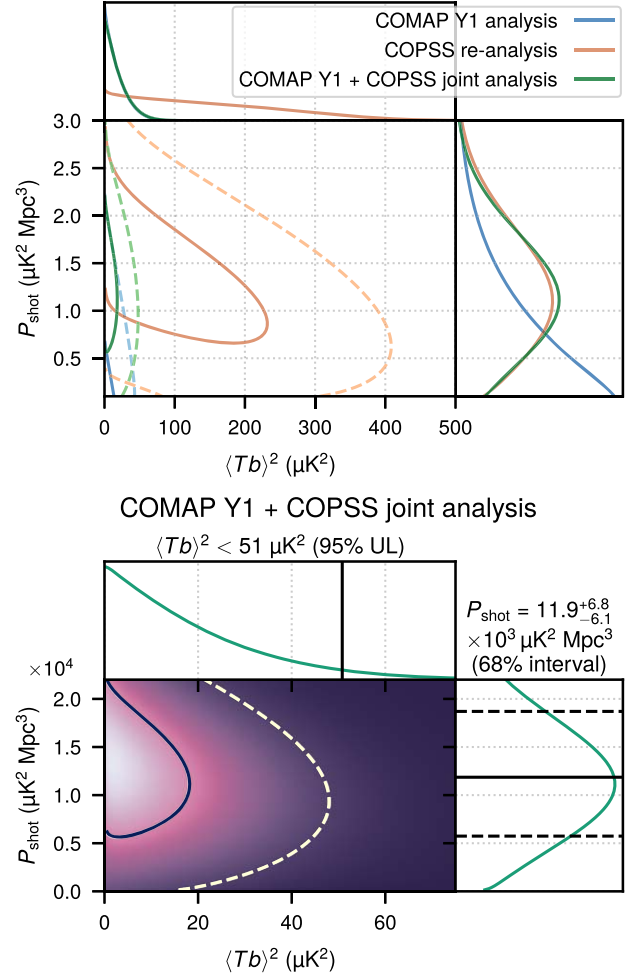 COMAP Y1 analysis
COPSS re-analysis
COMAP Y1 + COPSS joint analysis
3.0
2.5
2.0
1.5
1.0
0.5
P_shot (μK² Mpc³)
0 100 200 300 400 500
⟨Tb⟩² (μK²)
COMAP Y1 + COPSS joint analysis
⟨Tb⟩² < 51 μK² (95% UL)
P_shot = 11.9^{+6.8}_{−6.1}
×10³ μK² Mpc³
(68% interval)
×10⁴
2.0
1.5
1.0
0.5
0.0
P_shot (μK² Mpc³)
0 20 40 60
⟨Tb⟩² (μK²)